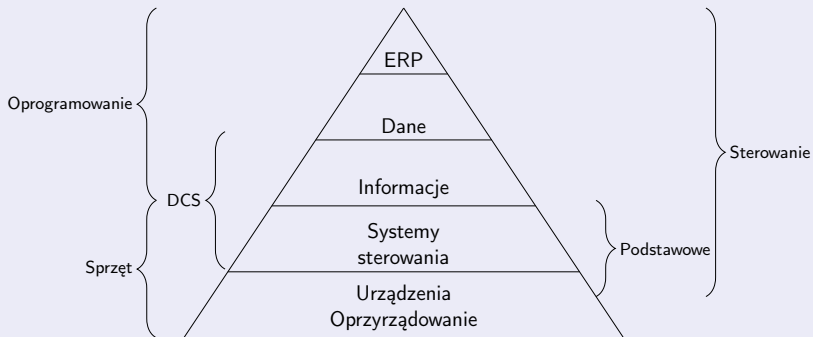 ERP
Oprogramowanie
Dane
Sterowanie
Informacje
DCS
Systemy
sterowania
Podstawowe
Sprzęt
Urządzenia
Oprzyrządowanie